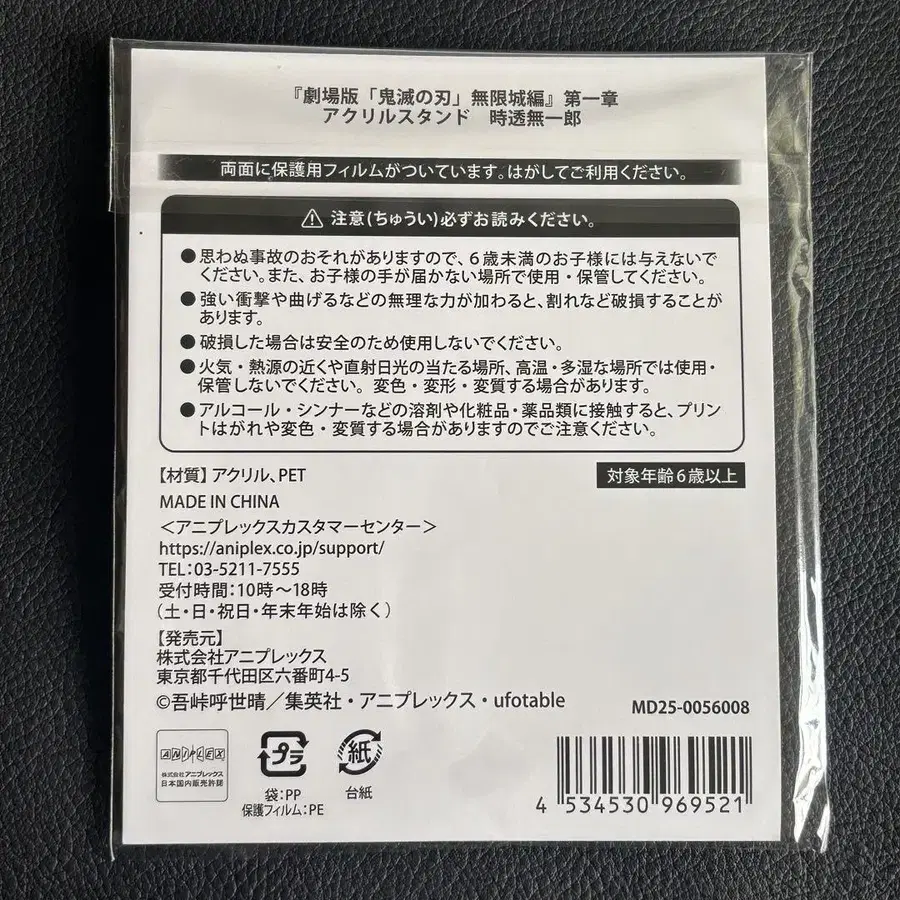 『劇場版「鬼滅の刃」無限城編』第一章
アクリルスタンド 時透無一郎
両面に保護用フィルムがついています。はがしてご利用ください。
⚠ 注意(ちゅうい)必ずお読みください。
●思わぬ事故のおそれがありますので、6歳未満のお子様には与えないで
ください。また、お子様の手が届かない場所で使用・保管してください。
●強い衝撃や曲げるなどの無理な力が加わると、割れなど破損することが
あります。
●破損した場合は安全のため使用しないでください。
●火気・熱源の近くや直射日光の当たる場所、高温・多湿な場所では使用・
保管しないでください。変色・変形・変質する場合があります。
●アルコール・シンナーなどの溶剤や化粧品・薬品類に接触すると、プリン
トはがれや変色・変質する場合がありますのでご注意ください。
【材質】アクリル、PET
対象年齢6歳以上
MADE IN CHINA
＜アニプレックスカスタマーセンター＞
https://aniplex.co.jp/support/
TEL:03-5211-7555
受付時間:10時～18時
(土・日・祝日・年末年始は除く)
【発売元】
株式会社アニプレックス
東京都千代田区六番町4-5
©吾峠呼世晴／集英社・アニプレックス・ufotable
MD25-0056008
ANIPLEX
株式会社アニプレックス
日本国内販売許諾
プラ
袋:PP
保護フィルム:PE
紙
台紙
4 534530 969521